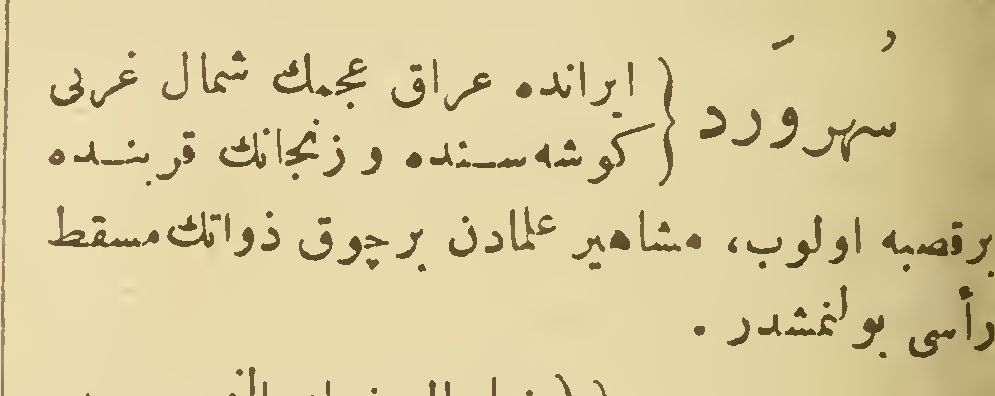 سُهرَوَرد { ایرانده عراق عجمك شمال غربی
کوشه‌سنده و زنجانك قربنده
برقصبه اولوب، مشاهیر علمادن برچوق ذواتك مسقط
رأسی بولنمشدر .